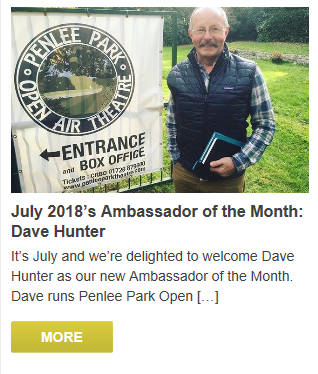 PENLEE PARK
OPEN AIR THEATRE
ENTRANCE
AND BOX OFFICE
July 2018’s Ambassador of the Month:
Dave Hunter
It’s July and we’re delighted to welcome Dave
Hunter as our new Ambassador of the Month.
Dave runs Penlee Park Open […]
MORE